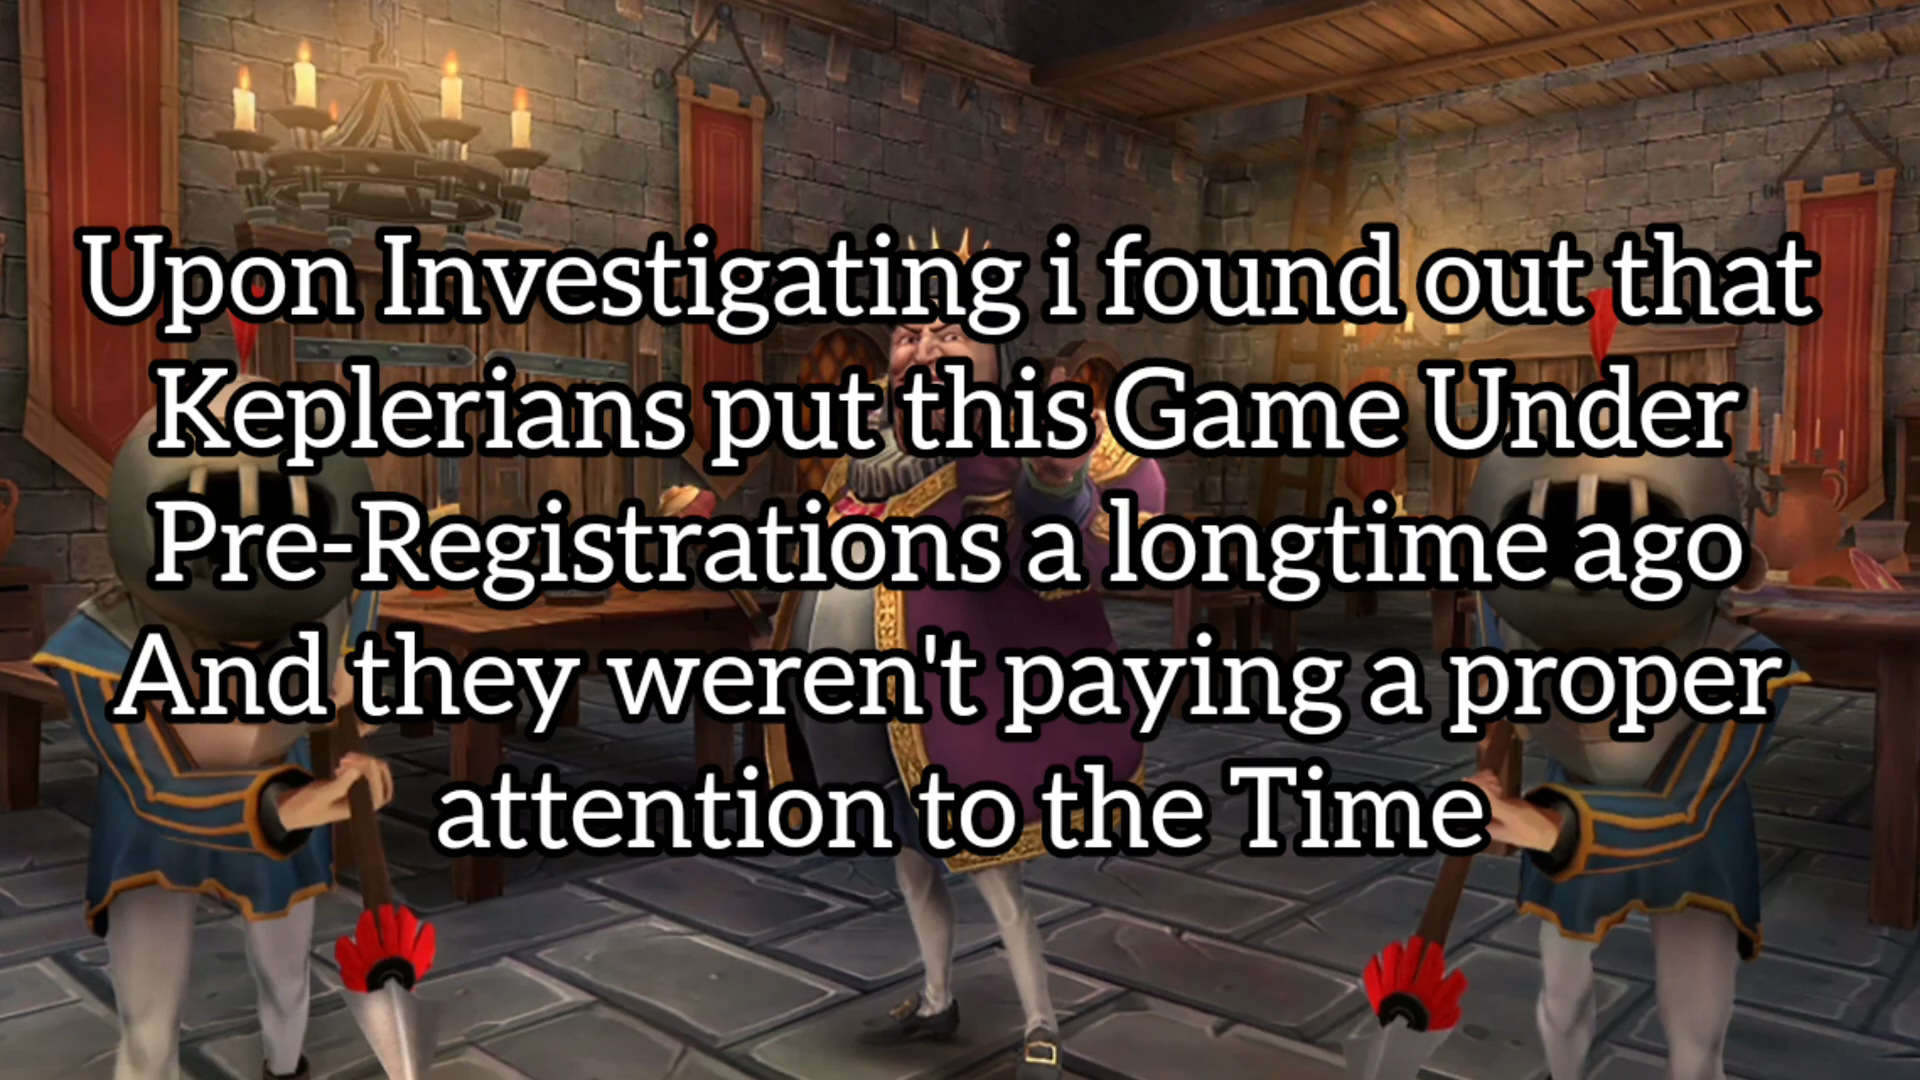 Upon Investigating i found out that
Keplerians put this Game Under
Pre-Registrations a longtime ago
And they weren't paying a proper
attention to the Time